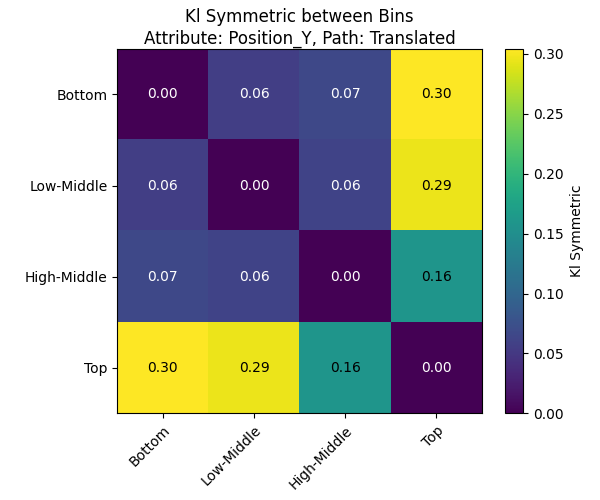 Kl Symmetric between Bins
Attribute: Position_Y, Path: Translated
Bottom 0.00 0.06 0.07 0.30
Low-Middle 0.06 0.00 0.06 0.29
High-Middle 0.07 0.06 0.00 0.16
Top 0.30 0.29 0.16 0.00
Bottom Low-Middle High-Middle Top
0.30
0.25
0.20
0.15
0.10
0.05
0.00
Kl Symmetric